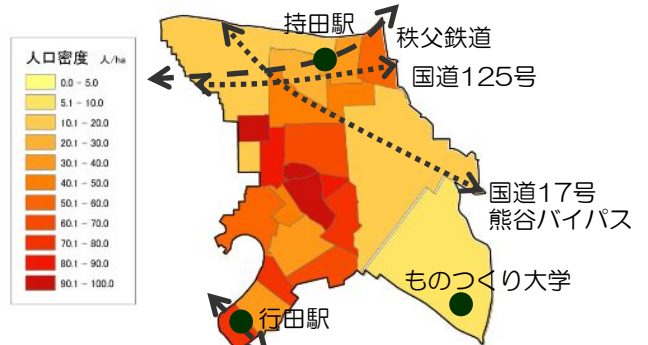 持田駅
秩父鉄道
国道125号
人口密度 人/ha
0.0 - 5.0
5.1 - 10.0
10.1 - 20.0
20.1 - 30.0
30.1 - 40.0
40.1 - 50.0
50.1 - 60.0
60.1 - 70.0
70.1 - 80.0
80.1 - 90.0
90.1 - 100.0
国道17号
熊谷バイパス
ものつくり大学
行田駅